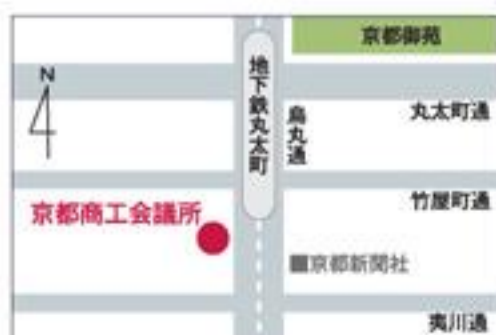 京都御苑
N
地下鉄丸太町
烏丸通
丸太町通
竹屋町通
京都商工会議所
■京都新聞社
夷川通